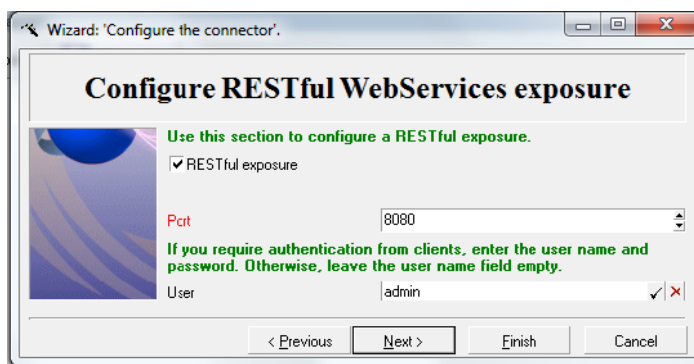 Wizard: 'Configure the connector'.
Configure RESTful WebServices exposure
Use this section to configure a RESTful exposure.
RESTful exposure
Port 8080
If you require authentication from clients, enter the user name and
password. Otherwise, leave the user name field empty.
User admin
< Previous Next > Finish Cancel